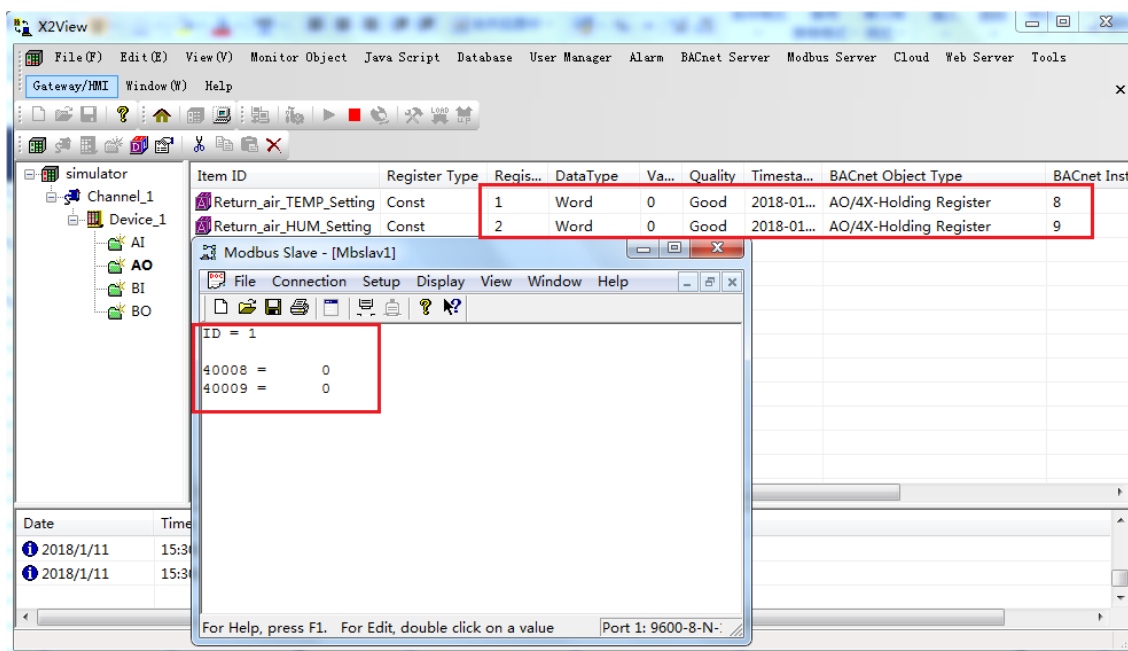 X2View
File(F) Edit(E) View(V) Monitor Object Java Script Database User Manager Alarm BACnet Server Modbus Server Cloud Web Server Tools
Gateway/HMI Window(W) Help
simulator
Channel_1
Device_1
AI
AO
BI
BO
Item ID Register Type Regis... DataType Va... Quality Timesta... BACnet Object Type BACnet Inst
Return_air_TEMP_Setting Const 1 Word 0 Good 2018-01... AO/4X-Holding Register 8
Return_air_HUM_Setting Const 2 Word 0 Good 2018-01... AO/4X-Holding Register 9
Modbus Slave - [Mbslav1]
File Connection Setup Display View Window Help
ID = 1
40008 = 0
40009 = 0
For Help, press F1. For Edit, double click on a value Port 1: 9600-8-N-
Date Time
2018/1/11 15:30
2018/1/11 15:30